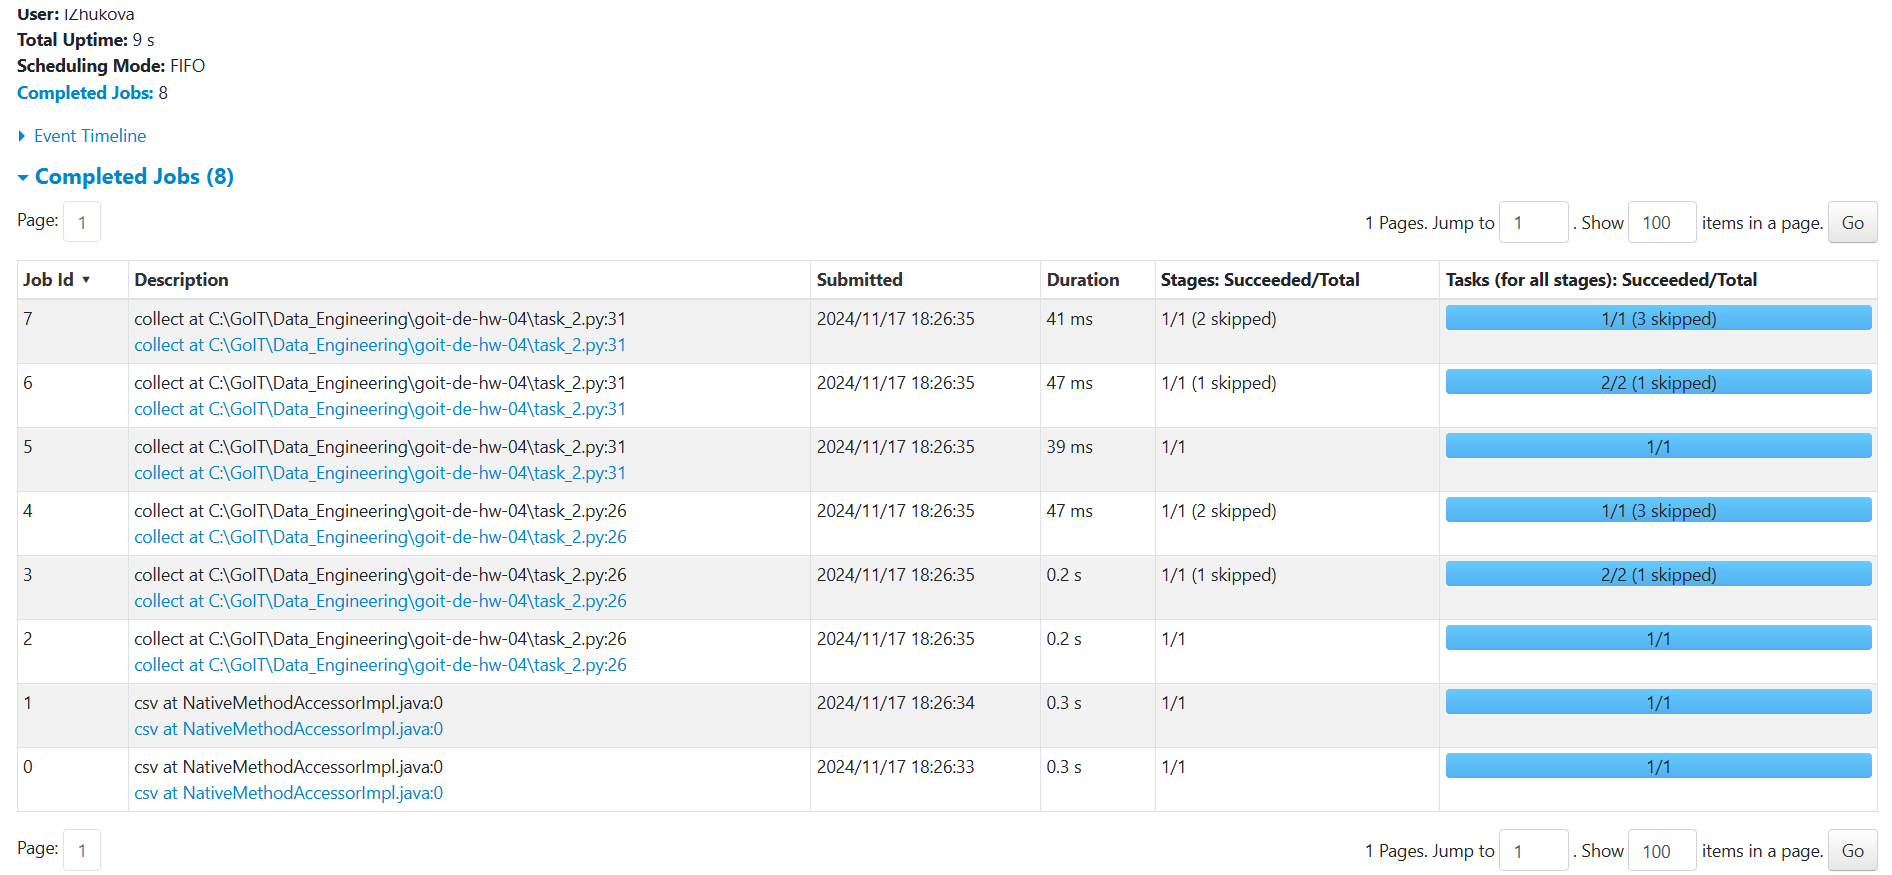 User: IZhukova
Total Uptime: 9 s
Scheduling Mode: FIFO
Completed Jobs: 8
Event Timeline
Completed Jobs (8)
Page: 1 1 Pages. Jump to 1 . Show 100 items in a page. Go
Job Id ▾ Description Submitted Duration Stages: Succeeded/Total Tasks (for all stages): Succeeded/Total
7 collect at C:\GoIT\Data_Engineering\goit-de-hw-04\task_2.py:31 2024/11/17 18:26:35 41 ms 1/1 (2 skipped) 1/1 (3 skipped)
collect at C:\GoIT\Data_Engineering\goit-de-hw-04\task_2.py:31
6 collect at C:\GoIT\Data_Engineering\goit-de-hw-04\task_2.py:31 2024/11/17 18:26:35 47 ms 1/1 (1 skipped) 2/2 (1 skipped)
collect at C:\GoIT\Data_Engineering\goit-de-hw-04\task_2.py:31
5 collect at C:\GoIT\Data_Engineering\goit-de-hw-04\task_2.py:31 2024/11/17 18:26:35 39 ms 1/1 1/1
collect at C:\GoIT\Data_Engineering\goit-de-hw-04\task_2.py:31
4 collect at C:\GoIT\Data_Engineering\goit-de-hw-04\task_2.py:26 2024/11/17 18:26:35 47 ms 1/1 (2 skipped) 1/1 (3 skipped)
collect at C:\GoIT\Data_Engineering\goit-de-hw-04\task_2.py:26
3 collect at C:\GoIT\Data_Engineering\goit-de-hw-04\task_2.py:26 2024/11/17 18:26:35 0.2 s 1/1 (1 skipped) 2/2 (1 skipped)
collect at C:\GoIT\Data_Engineering\goit-de-hw-04\task_2.py:26
2 collect at C:\GoIT\Data_Engineering\goit-de-hw-04\task_2.py:26 2024/11/17 18:26:35 0.2 s 1/1 1/1
collect at C:\GoIT\Data_Engineering\goit-de-hw-04\task_2.py:26
1 csv at NativeMethodAccessorImpl.java:0 2024/11/17 18:26:34 0.3 s 1/1 1/1
csv at NativeMethodAccessorImpl.java:0
0 csv at NativeMethodAccessorImpl.java:0 2024/11/17 18:26:33 0.3 s 1/1 1/1
csv at NativeMethodAccessorImpl.java:0
Page: 1 1 Pages. Jump to 1 . Show 100 items in a page. Go